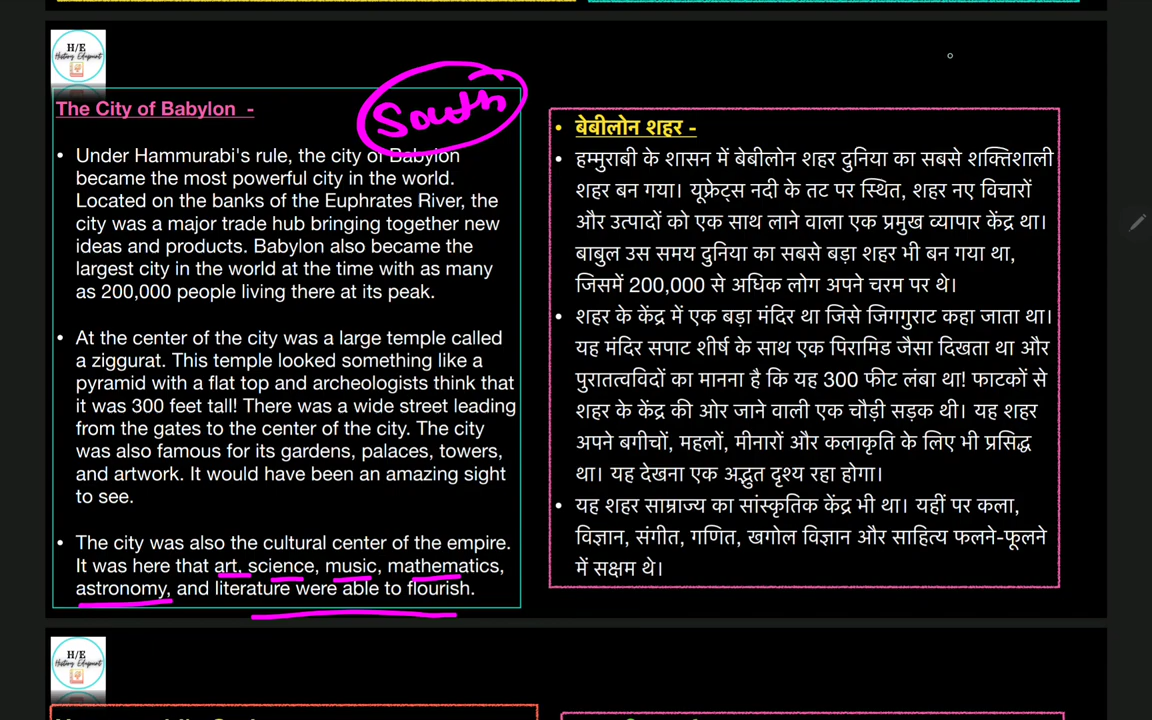 H/E
History Edupoint
South
The City of Babylon -
• Under Hammurabi's rule, the city of Babylon
became the most powerful city in the world.
Located on the banks of the Euphrates River, the
city was a major trade hub bringing together new
ideas and products. Babylon also became the
largest city in the world at the time with as many
as 200,000 people living there at its peak.
• At the center of the city was a large temple called
a ziggurat. This temple looked something like a
pyramid with a flat top and archeologists think that
it was 300 feet tall! There was a wide street leading
from the gates to the center of the city. The city
was also famous for its gardens, palaces, towers,
and artwork. It would have been an amazing sight
to see.
• The city was also the cultural center of the empire.
It was here that art, science, music, mathematics,
astronomy, and literature were able to flourish.
• बेबीलोन शहर -
• हम्मुराबी के शासन में बेबीलोन शहर दुनिया का सबसे शक्तिशाली
शहर बन गया। यूफ्रेट्स नदी के तट पर स्थित, शहर नए विचारों
और उत्पादों को एक साथ लाने वाला एक प्रमुख व्यापार केंद्र था।
बाबुल उस समय दुनिया का सबसे बड़ा शहर भी बन गया था,
जिसमें 200,000 से अधिक लोग अपने चरम पर थे।
• शहर के केंद्र में एक बड़ा मंदिर था जिसे जिगगुराट कहा जाता था।
यह मंदिर सपाट शीर्ष के साथ एक पिरामिड जैसा दिखता था और
पुरातत्वविदों का मानना है कि यह 300 फीट लंबा था! फाटकों से
शहर के केंद्र की ओर जाने वाली एक चौड़ी सड़क थी। यह शहर
अपने बगीचों, महलों, मीनारों और कलाकृति के लिए भी प्रसिद्ध
था। यह देखना एक अद्भुत दृश्य रहा होगा।
• यह शहर साम्राज्य का सांस्कृतिक केंद्र भी था। यहीं पर कला,
विज्ञान, संगीत, गणित, खगोल विज्ञान और साहित्य फलने-फूलने
में सक्षम थे।
H/E
History Edupoint